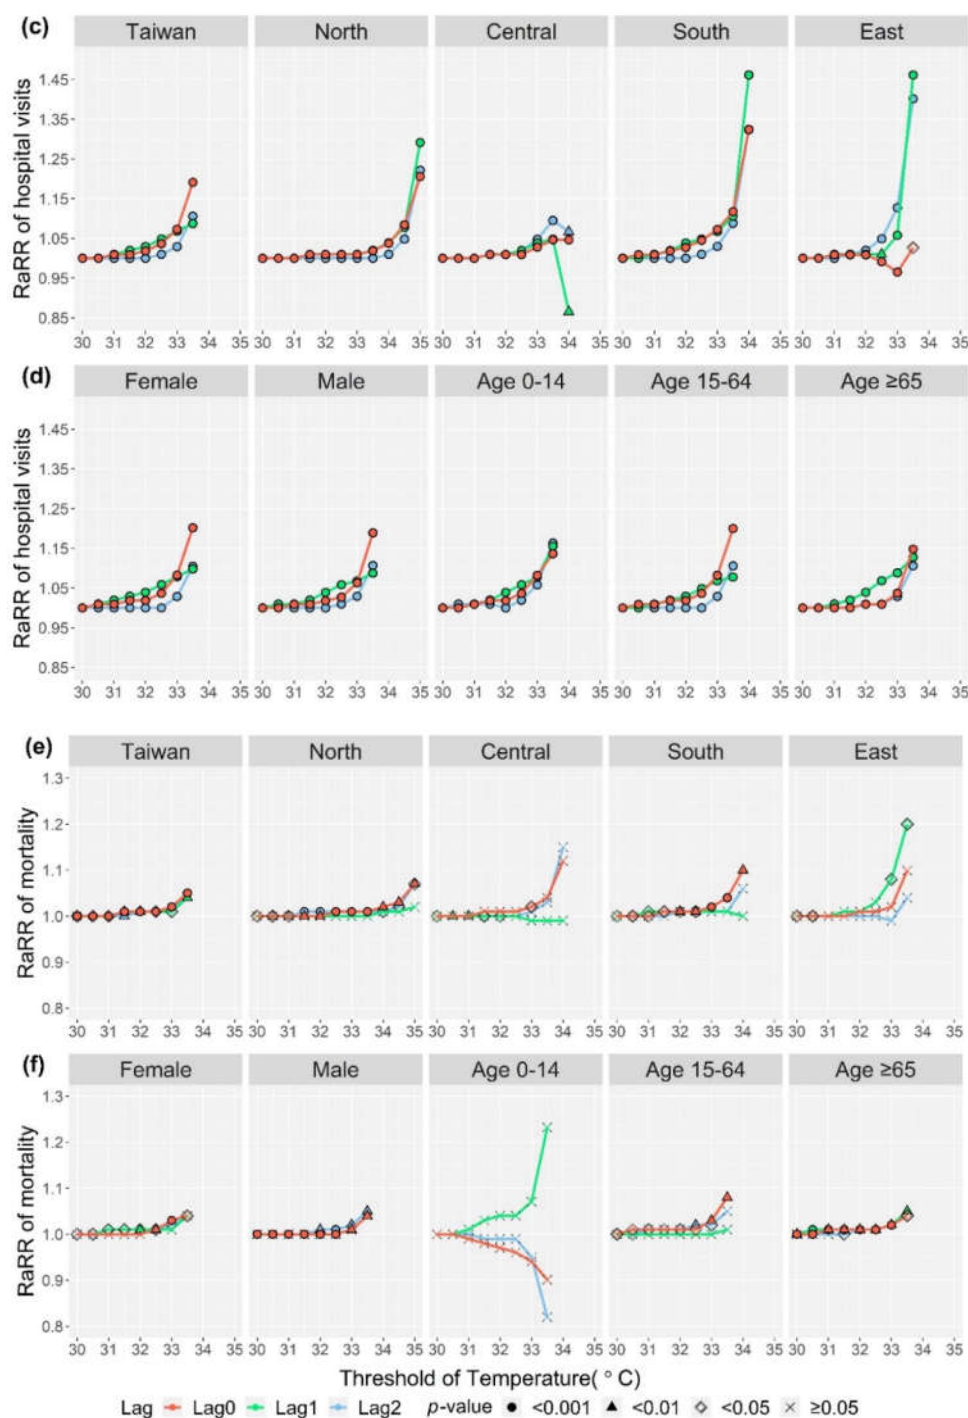 (c)
Taiwan North Central South East
RaRR of hospital visits
1.45
1.35
1.25
1.15
1.05
0.95
0.85
30 31 32 33 34 35 30 31 32 33 34 35 30 31 32 33 34 35 30 31 32 33 34 35 30 31 32 33 34 35
(d)
Female Male Age 0-14 Age 15-64 Age ≥65
RaRR of hospital visits
1.45
1.35
1.25
1.15
1.05
0.95
0.85
30 31 32 33 34 35 30 31 32 33 34 35 30 31 32 33 34 35 30 31 32 33 34 35 30 31 32 33 34 35
(e)
Taiwan North Central South East
RaRR of mortality
1.3
1.2
1.1
1.0
0.9
0.8
30 31 32 33 34 35 30 31 32 33 34 35 30 31 32 33 34 35 30 31 32 33 34 35 30 31 32 33 34 35
(f)
Female Male Age 0-14 Age 15-64 Age ≥65
RaRR of mortality
1.3
1.2
1.1
1.0
0.9
0.8
30 31 32 33 34 35 30 31 32 33 34 35 30 31 32 33 34 35 30 31 32 33 34 35 30 31 32 33 34 35
Threshold of Temperature( ° C)
Lag Lag0 Lag1 Lag2 p-value <0.001 <0.01 <0.05 ≥0.05